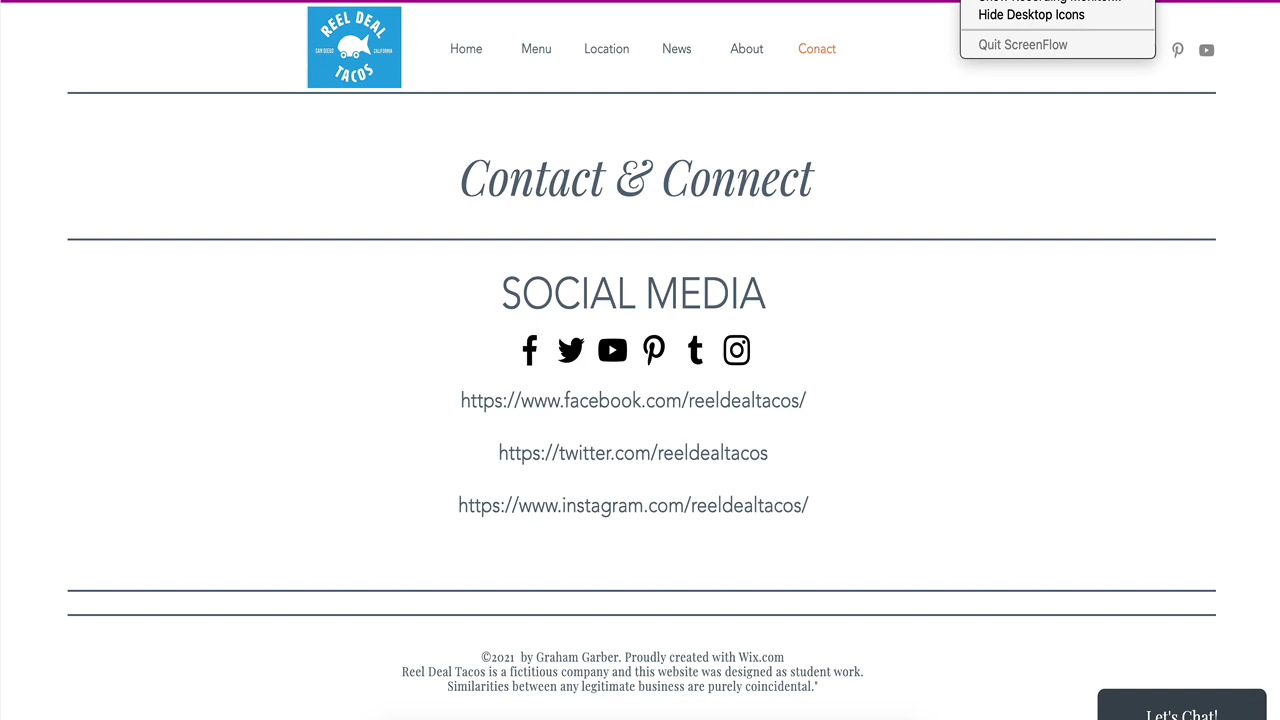 Hide Desktop Icons
Quit ScreenFlow
REEL DEAL
SAN DIEGO CALIFORNIA
TACOS
Home Menu Location News About Conact
Contact & Connect
SOCIAL MEDIA
https://www.facebook.com/reeldealtacos/
https://twitter.com/reeldealtacos
https://www.instagram.com/reeldealtacos/
©2021 by Graham Garber. Proudly created with Wix.com
Reel Deal Tacos is a fictitious company and this website was designed as student work.
Similarities between any legitimate business are purely coincidental."
Let's Chat!